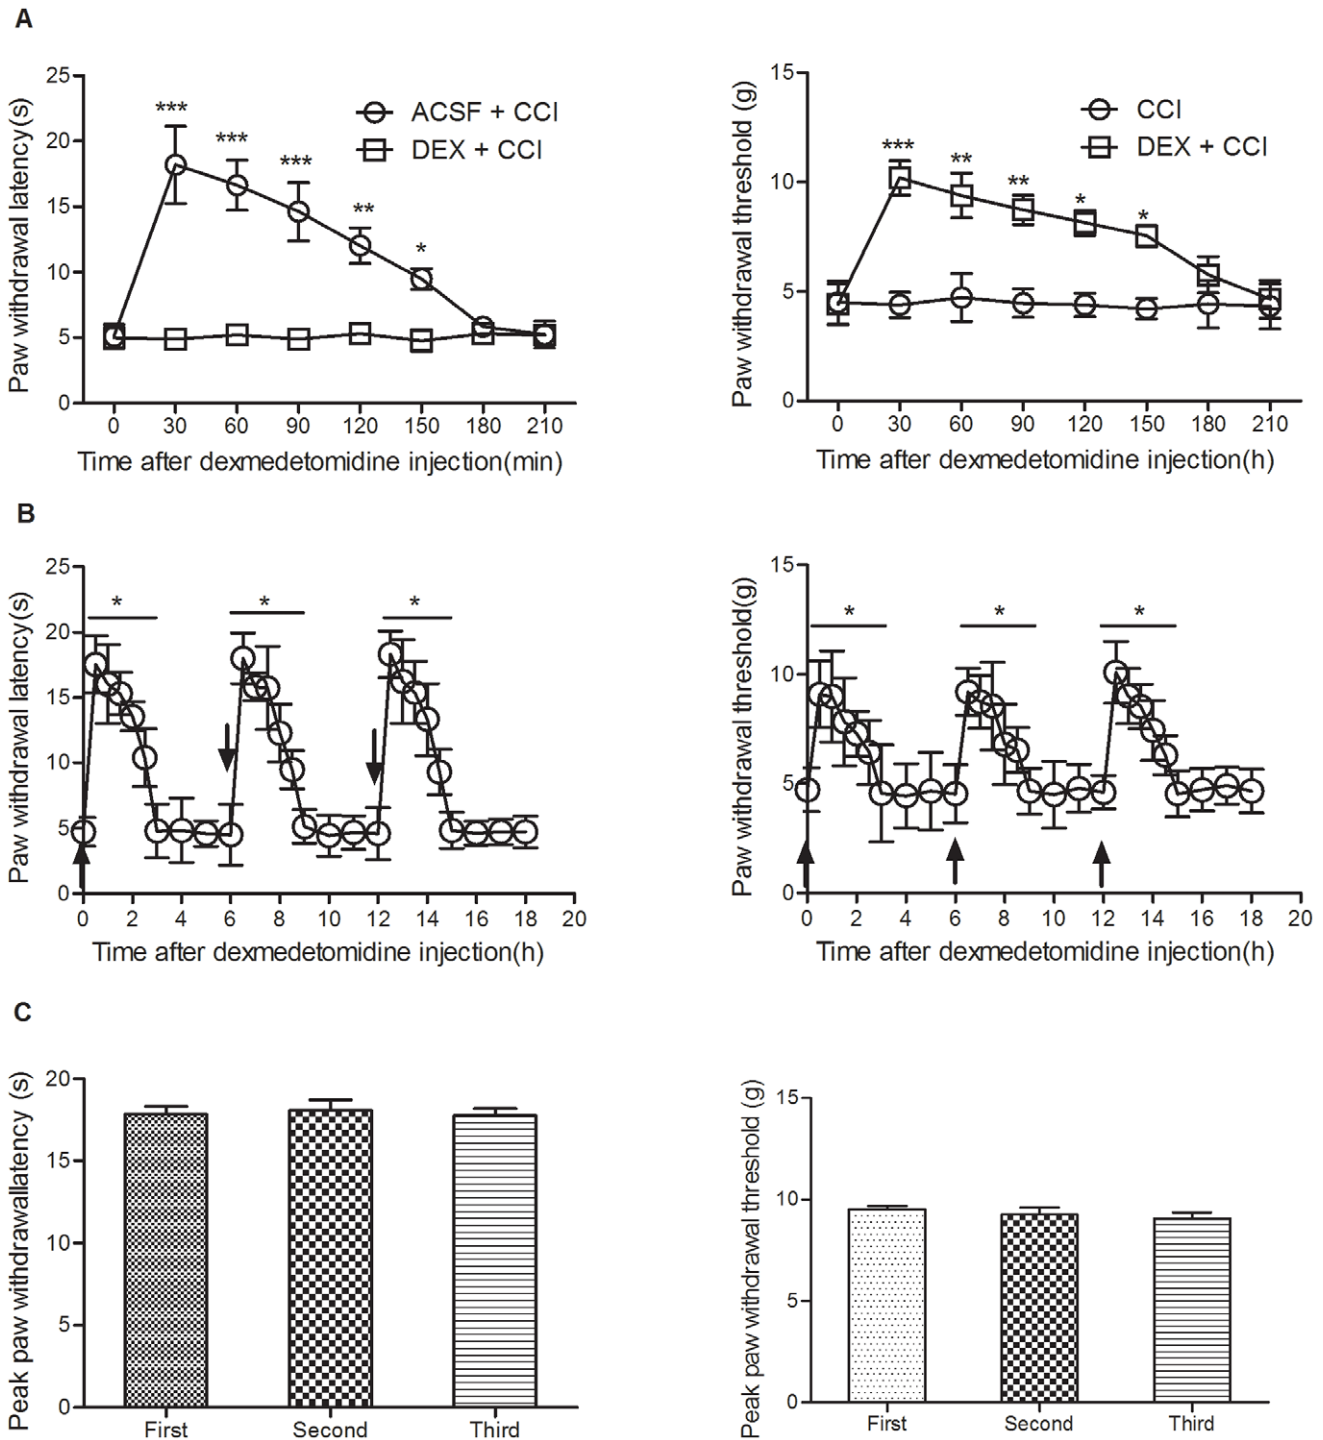 A
Paw withdrawal latency(s)
25
20
15
10
5
0
***
***
***
**
*
ACSF + CCI
DEX + CCI
0 30 60 90 120 150 180 210
Time after dexmedetomidine injection(min)
Paw withdrawal threshold (g)
15
10
5
0
***
**
**
*
*
CCI
DEX + CCI
0 30 60 90 120 150 180 210
Time after dexmedetomidine injection(h)
B
Paw withdrawal latency(s)
25
20
15
10
5
0
* * *
0 2 4 6 8 10 12 14 16 18 20
Time after dexmedetomidine injection(h)
Paw withdrawal threshold(g)
15
10
5
0
* * *
0 2 4 6 8 10 12 14 16 18 20
Time after dexmedetomidine injection(h)
C
Peak paw withdrawallatency (s)
20
15
10
5
0
First Second Third
Peak paw withdrawal threshold (g)
15
10
5
0
First Second Third